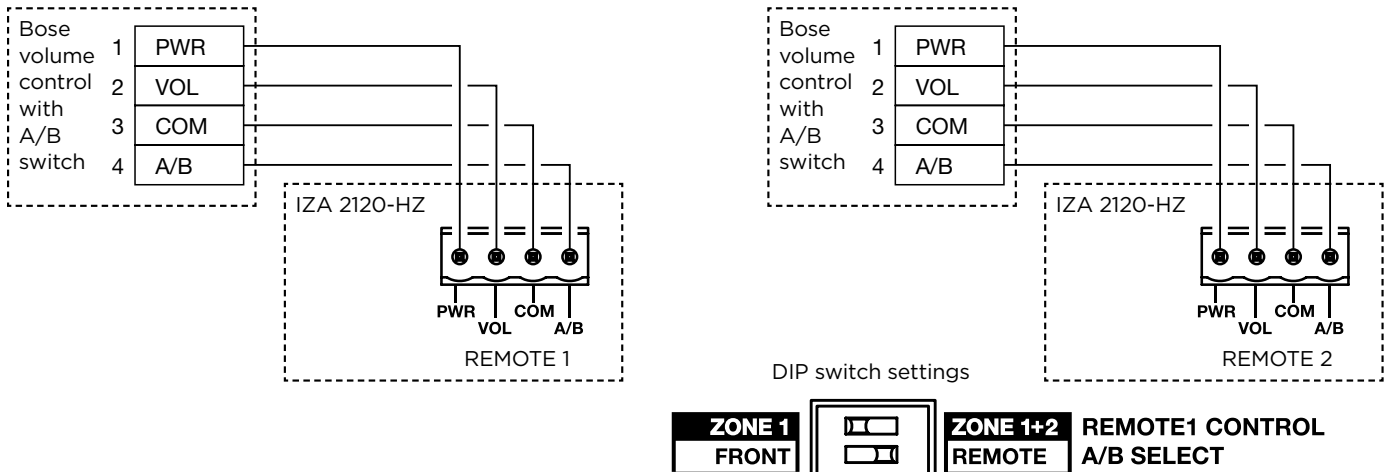 Bose
volume
control
with
A/B
switch
1 PWR
2 VOL
3 COM
4 A/B
IZA 2120-HZ
PWR
VOL
COM
A/B
REMOTE 1
Bose
volume
control
with
A/B
switch
1 PWR
2 VOL
3 COM
4 A/B
IZA 2120-HZ
PWR
VOL
COM
A/B
REMOTE 2
DIP switch settings
ZONE 1 ZONE 1+2 REMOTE1 CONTROL
FRONT REMOTE A/B SELECT